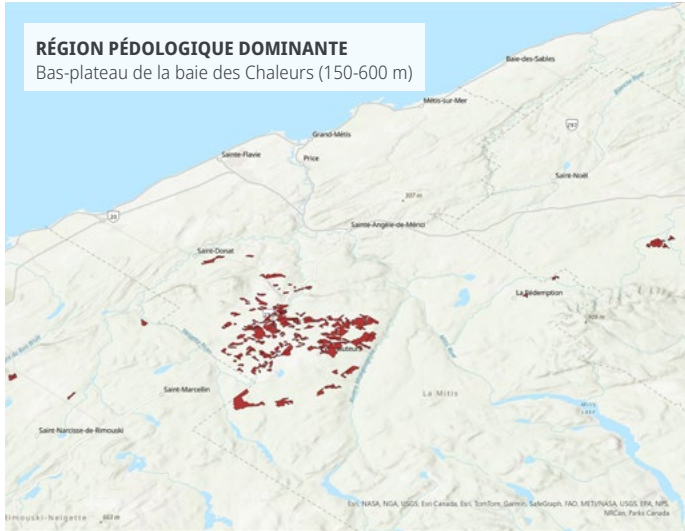 RÉGION PÉDOLOGIQUE DOMINANTE
Bas-plateau de la baie des Chaleurs (150-600 m)
Baie-des-Sables
Métis-sur-Mer
Grand-Métis
Sainte-Flavie
Price
297
Saint-Noël
307 m
20
Sainte-Angèle-de-Mérici
Saint-Donat
La Rédemption
Saint-Marcellin
La Mitis
Saint-Narcisse-de-Rimouski
Rimouski-Neigette
Esri, NASA, NGA, USGS, Esri Canada, Esri, TomTom, Garmin, SafeGraph, FAO, METI/NASA, USGS, EPA, NPS,
NRCan, Parks Canada